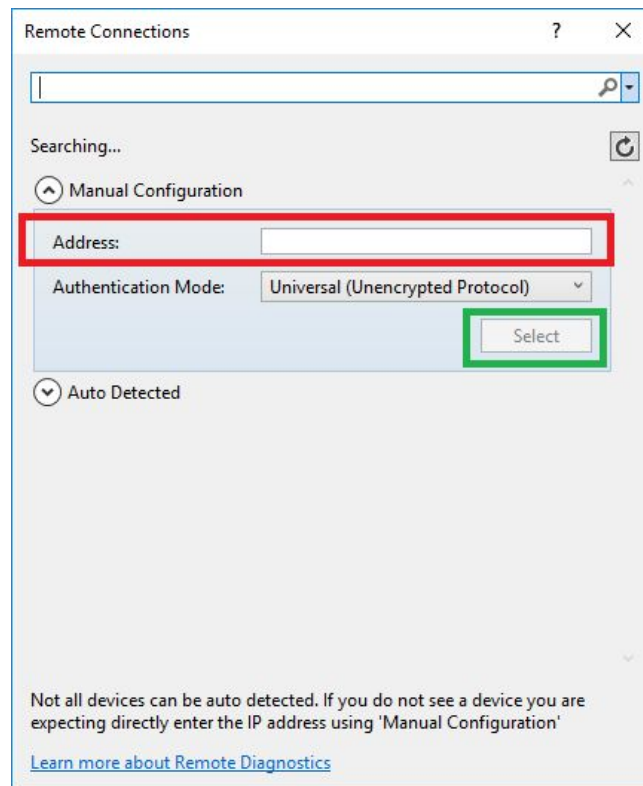 Remote Connections
Searching...
Manual Configuration
Address:
Authentication Mode: Universal (Unencrypted Protocol)
Select
Auto Detected
Not all devices can be auto detected. If you do not see a device you are
expecting directly enter the IP address using 'Manual Configuration'
Learn more about Remote Diagnostics